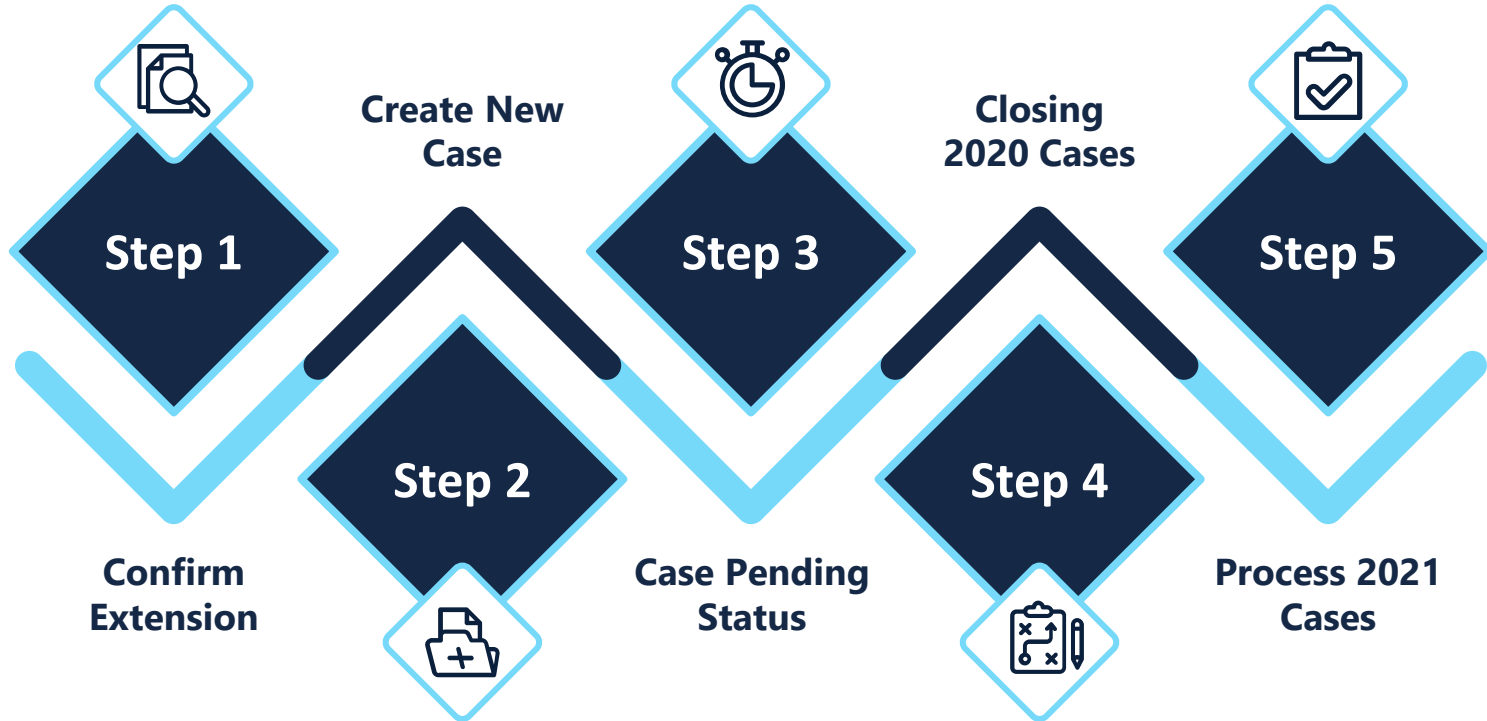 Step 1
Confirm
Extension
Create New
Case
Step 2
Step 3
Case Pending
Status
Closing
2020 Cases
Step 4
Step 5
Process 2021
Cases